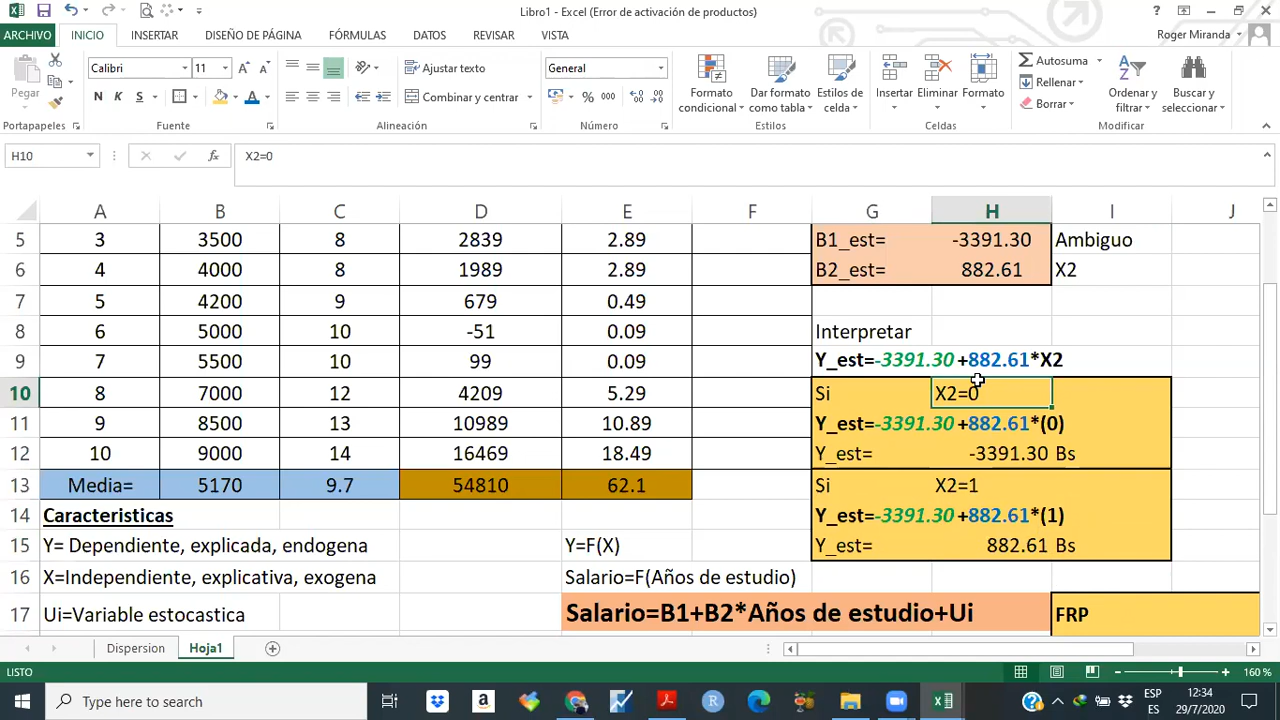 Libro1 - Excel (Error de activación de productos)
ARCHIVO INICIO INSERTAR DISEÑO DE PÁGINA FÓRMULAS DATOS REVISAR VISTA Roger Miranda
Pegar
Calibri 11
N K S
Ajustar texto
Combinar y centrar
General
% 000
Formato condicional
Dar formato como tabla
Estilos de celda
Insertar Eliminar Formato
Autosuma
Rellenar
Borrar
Ordenar y filtrar
Buscar y seleccionar
Portapapeles Fuente Alineación Número Estilos Celdas Modificar
H10 fx X2=0
A B C D E F G H I J
5 3 3500 8 2839 2.89 B1_est= -3391.30 Ambiguo
6 4 4000 8 1989 2.89 B2_est= 882.61 X2
7 5 4200 9 679 0.49
8 6 5000 10 -51 0.09 Interpretar
9 7 5500 10 99 0.09 Y_est=-3391.30 +882.61*X2
10 8 7000 12 4209 5.29 Si X2=0
11 9 8500 13 10989 10.89 Y_est=-3391.30 +882.61*(0)
12 10 9000 14 16469 18.49 Y_est= -3391.30 Bs
13 Media= 5170 9.7 54810 62.1 Si X2=1
14 Caracteristicas Y_est=-3391.30 +882.61*(1)
15 Y= Dependiente, explicada, endogena Y=F(X) Y_est= 882.61 Bs
16 X=Independiente, explicativa, exogena Salario=F(Años de estudio)
17 Ui=Variable estocastica Salario=B1+B2*Años de estudio+Ui FRP
Dispersion Hoja1
LISTO 160 %
Type here to search
ESP
ES
12:34
29/7/2020